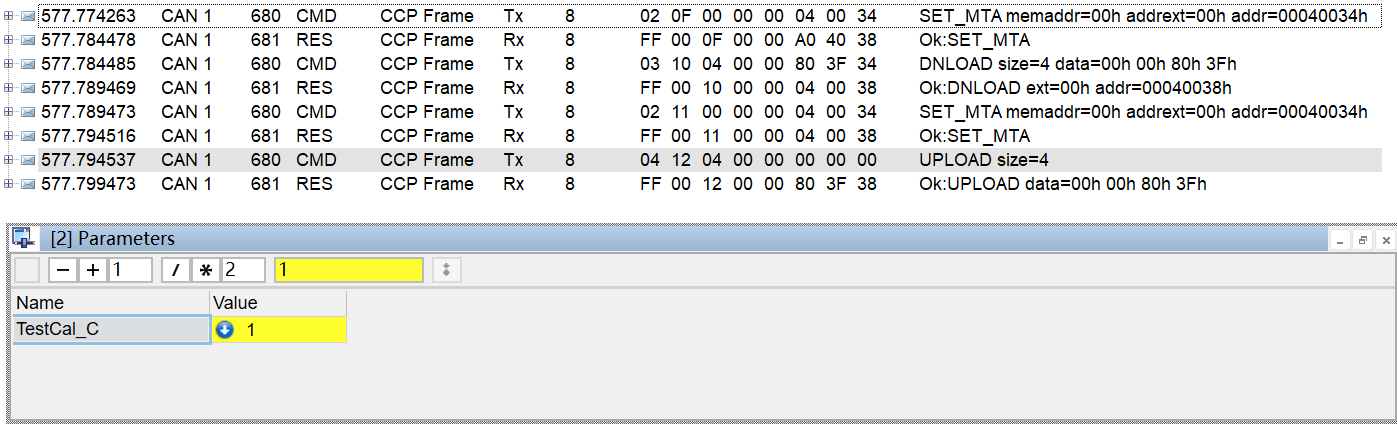 577.774263 CAN 1 680 CMD CCP Frame Tx 8 02 0F 00 00 00 04 00 34 SET_MTA memaddr=00h addrext=00h addr=00040034h
577.784478 CAN 1 681 RES CCP Frame Rx 8 FF 00 0F 00 00 A0 40 38 Ok:SET_MTA
577.784485 CAN 1 680 CMD CCP Frame Tx 8 03 10 04 00 00 80 3F 34 DNLOAD size=4 data=00h 00h 80h 3Fh
577.789469 CAN 1 681 RES CCP Frame Rx 8 FF 00 10 00 00 04 00 38 Ok:DNLOAD ext=00h addr=00040038h
577.789473 CAN 1 680 CMD CCP Frame Tx 8 02 11 00 00 00 04 00 34 SET_MTA memaddr=00h addrext=00h addr=00040034h
577.794516 CAN 1 681 RES CCP Frame Rx 8 FF 00 11 00 00 04 00 38 Ok:SET_MTA
577.794537 CAN 1 680 CMD CCP Frame Tx 8 04 12 04 00 00 00 00 00 UPLOAD size=4
577.799473 CAN 1 681 RES CCP Frame Rx 8 FF 00 12 00 00 80 3F 38 Ok:UPLOAD data=00h 00h 80h 3Fh
[2] Parameters
− + 1 / * 2 1
Name Value
TestCal_C 1